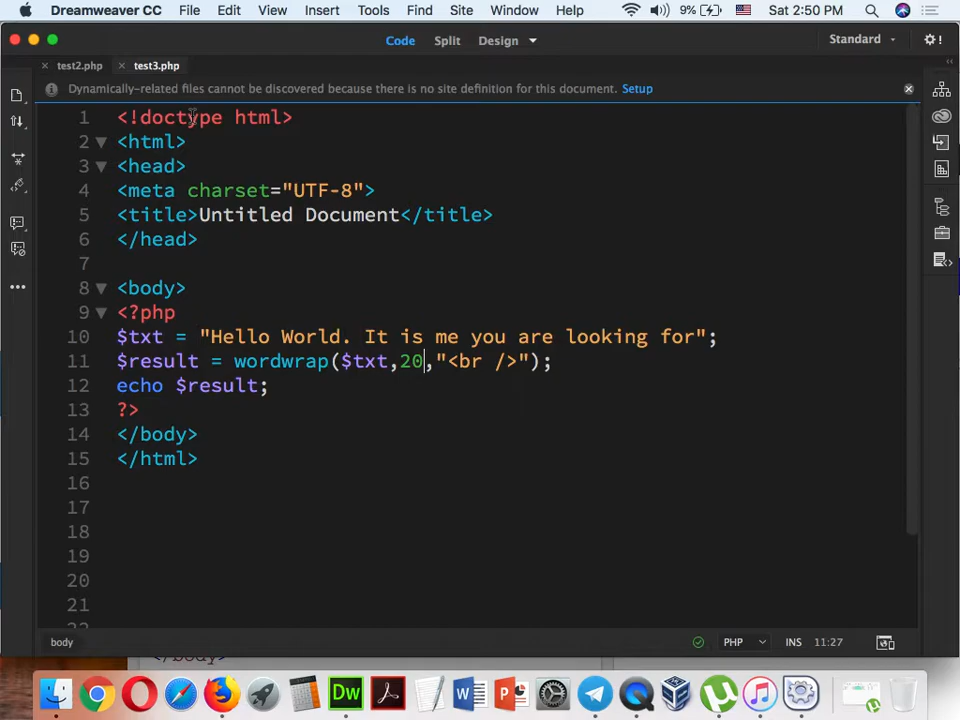 Dreamweaver CC File Edit View Insert Tools Find Site Window Help 9% Sat 2:50 PM
Code Split Design Standard
test2.php test3.php
Dynamically-related files cannot be discovered because there is no site definition for this document. Setup
1 <!doctype html>
2 <html>
3 <head>
4 <meta charset="UTF-8">
5 <title>Untitled Document</title>
6 </head>
7
8 <body>
9 <?php
10 $txt = "Hello World. It is me you are looking for";
11 $result = wordwrap($txt,20,"<br />");
12 echo $result;
13 ?>
14 </body>
15 </html>
16
17
18
19
20
21
body PHP INS 11:27
</body>
Dw W P